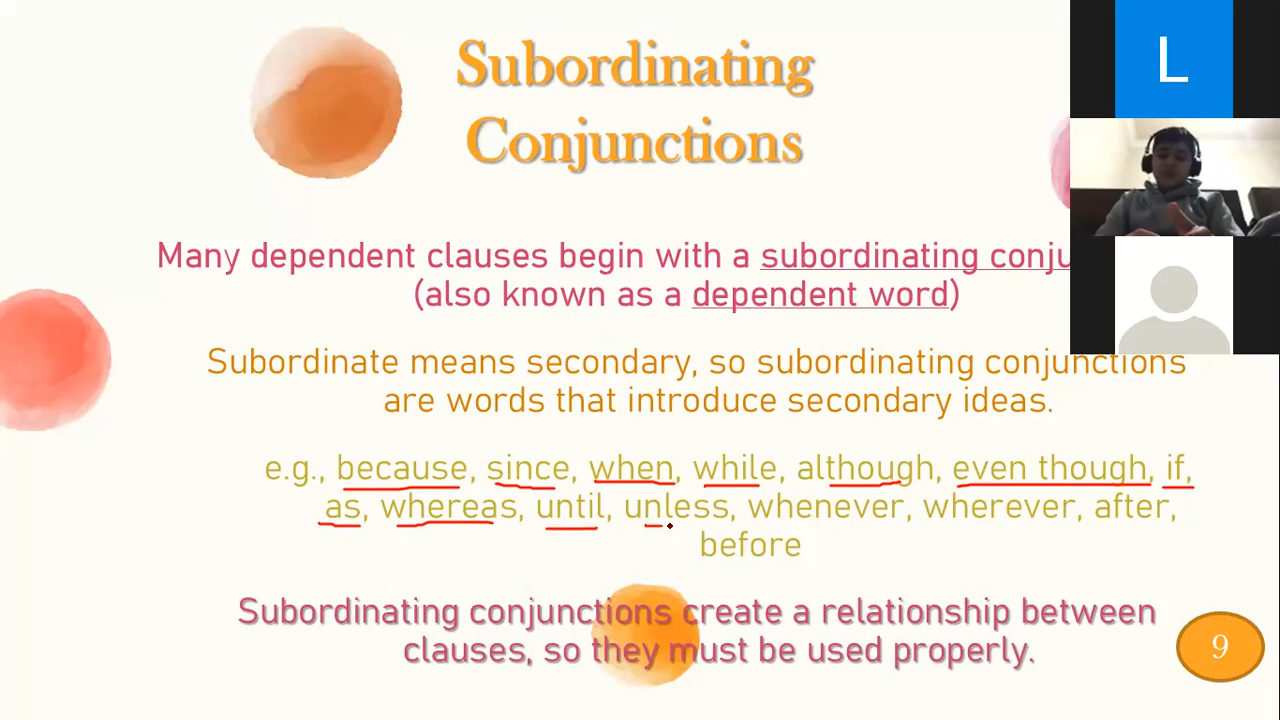 Subordinating
Conjunctions
L
Many dependent clauses begin with a subordinating
(also known as a dependent word)
Subordinate means secondary, so subordinating conjunctions
are words that introduce secondary ideas.
e.g., because, since, when, while, although, even though, if,
as, whereas, until, unless, whenever, wherever, after,
before
Subordinating conjunctions create a relationship between
clauses, so they must be used properly.
9